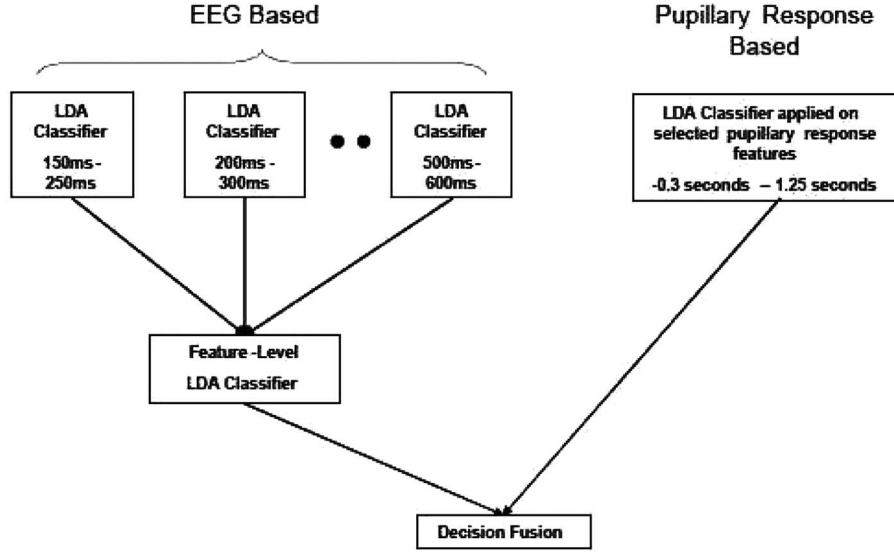 EEG Based
Pupillary Response
Based
LDA
Classifier
150ms-
250ms
LDA
Classifier
200ms-
300ms
LDA
Classifier
500ms-
600ms
LDA Classifier applied on
selected pupillary response
features
-0.3 seconds – 1.25 seconds
Feature-Level
LDA Classifier
Decision Fusion